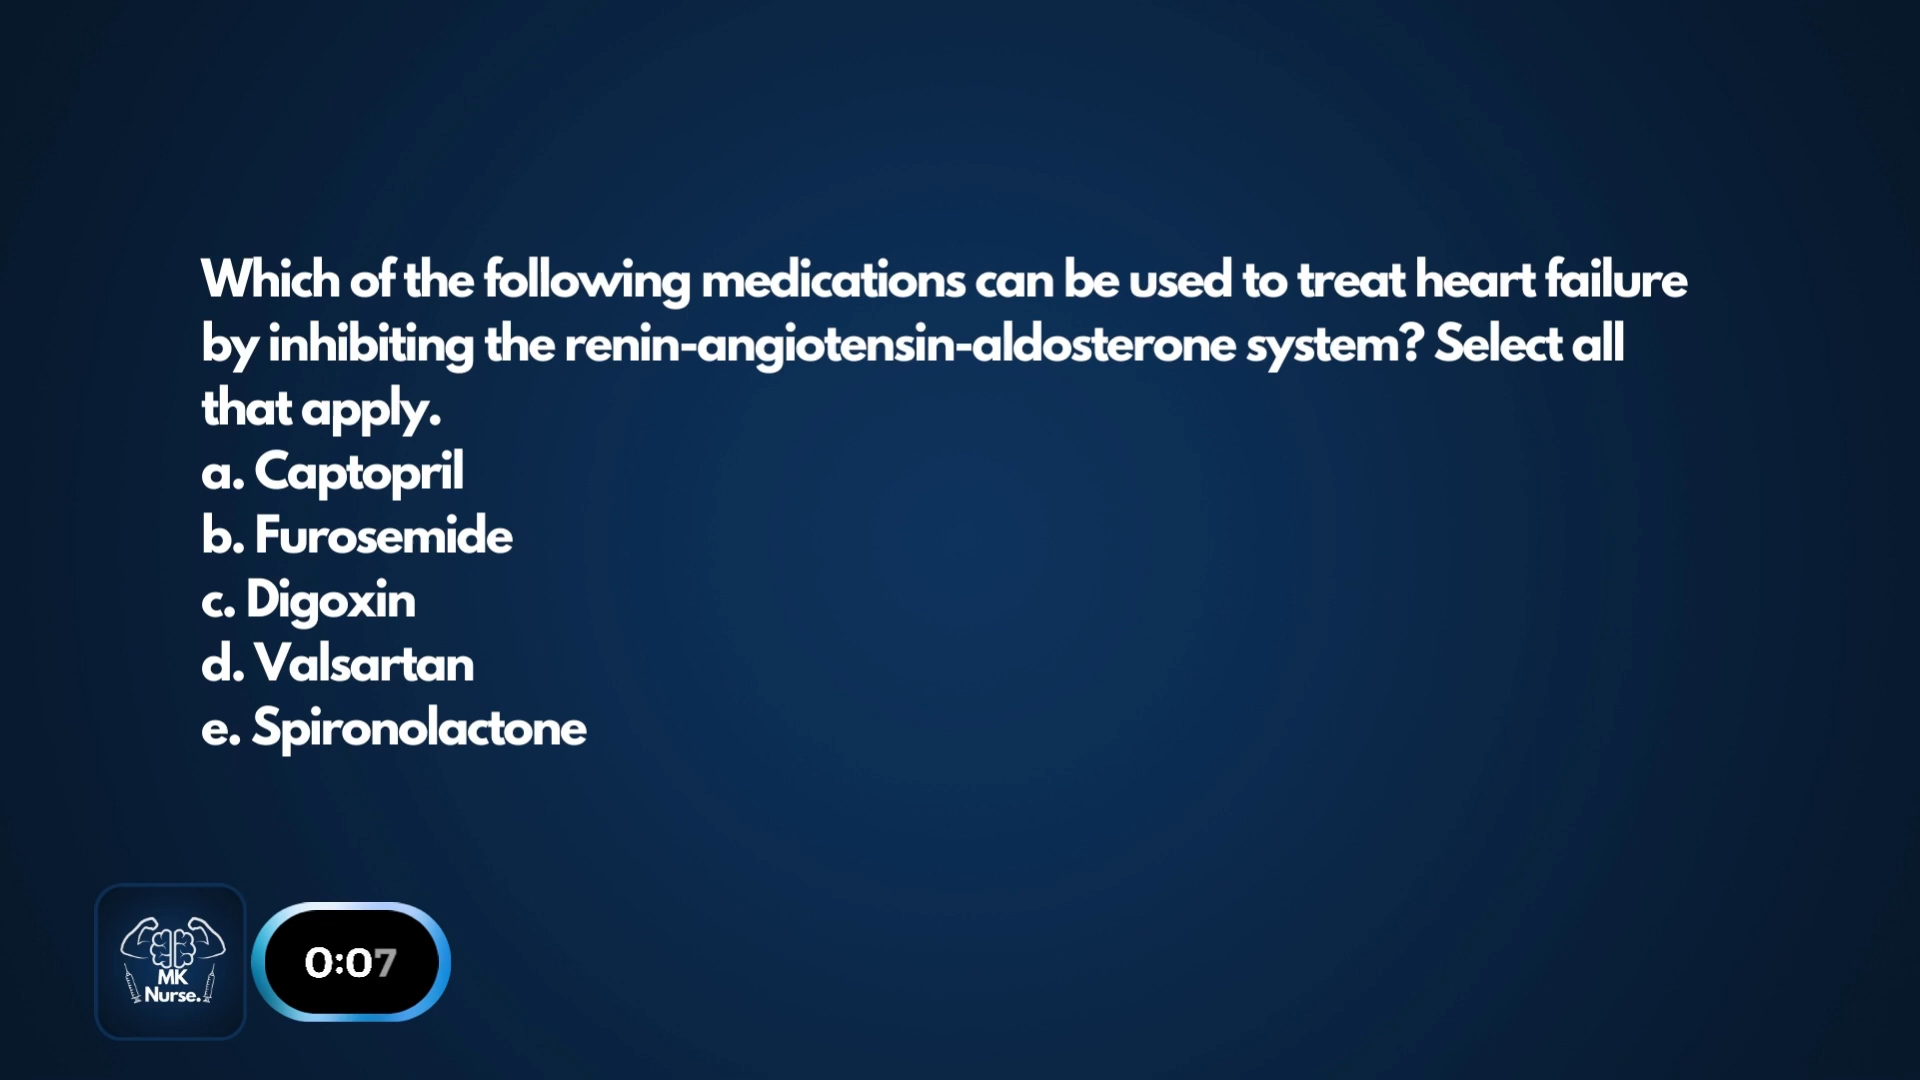 Which of the following medications can be used to treat heart failure
by inhibiting the renin-angiotensin-aldosterone system? Select all
that apply.
a. Captopril
b. Furosemide
c. Digoxin
d. Valsartan
e. Spironolactone
MK
Nurse.
0:07